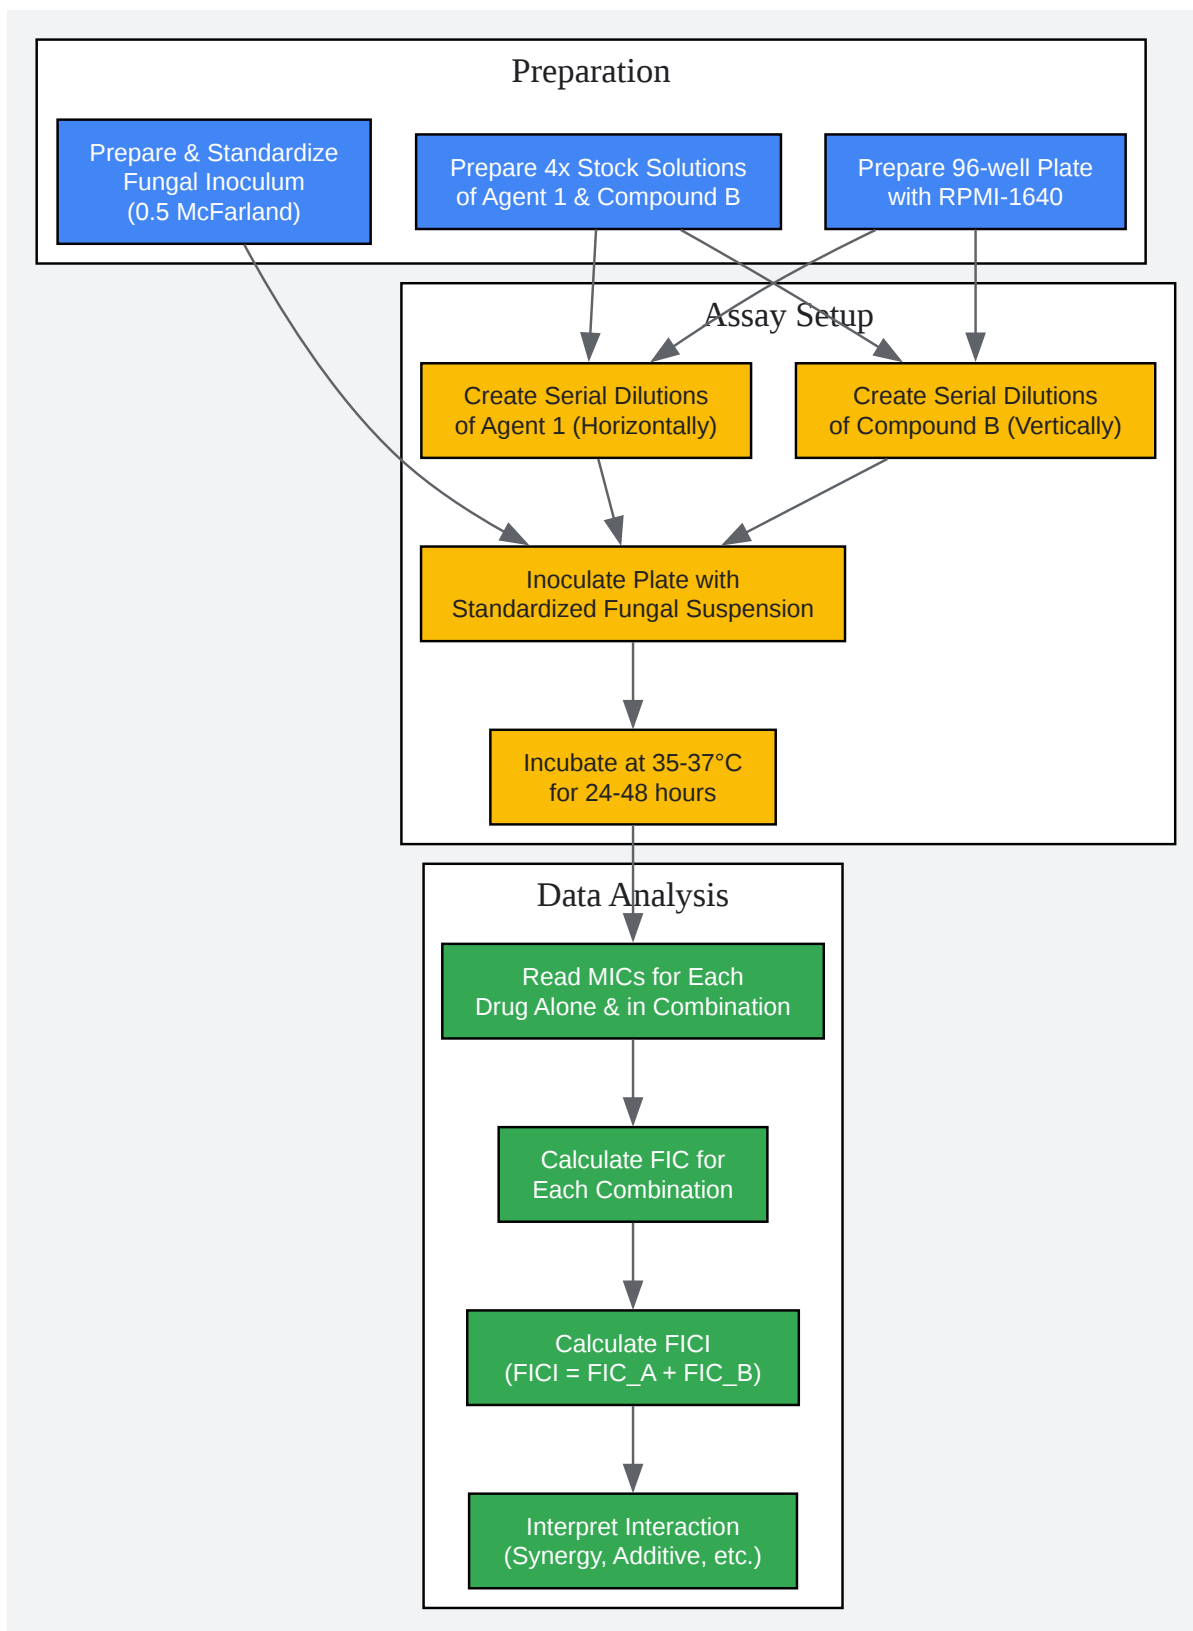 Preparation
Prepare & Standardize
Fungal Inoculum
(0.5 McFarland)
Prepare 4x Stock Solutions
of Agent 1 & Compound B
Prepare 96-well Plate
with RPMI-1640
Assay Setup
Create Serial Dilutions
of Agent 1 (Horizontally)
Create Serial Dilutions
of Compound B (Vertically)
Inoculate Plate with
Standardized Fungal Suspension
Incubate at 35-37°C
for 24-48 hours
Data Analysis
Read MICs for Each
Drug Alone & in Combination
Calculate FIC for
Each Combination
Calculate FICI
(FICI = FIC_A + FIC_B)
Interpret Interaction
(Synergy, Additive, etc.)